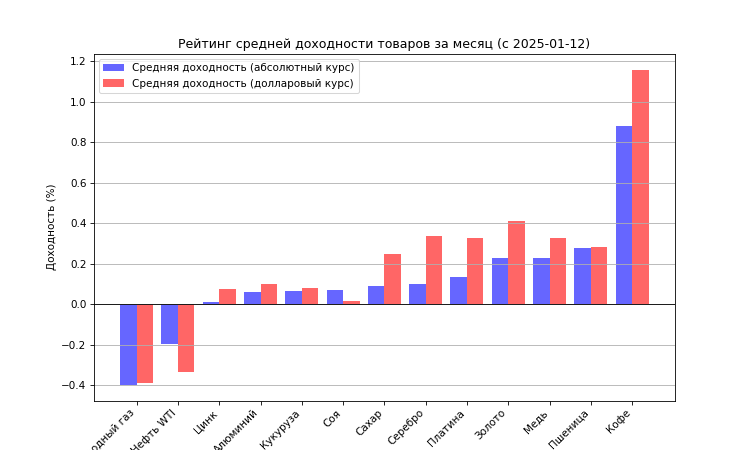 Рейтинг средней доходности товаров за месяц (с 2025-01-12)
Средняя доходность (абсолютный курс)
Средняя доходность (долларовый курс)
Доходность (%)
1.2
1.0
0.8
0.6
0.4
0.2
0.0
−0.2
−0.4
газ
Нефть WTI
Цинк
Алюминий
Кукуруза
Соя
Сахар
Серебро
Платина
Золото
Медь
Пшеница
Кофе